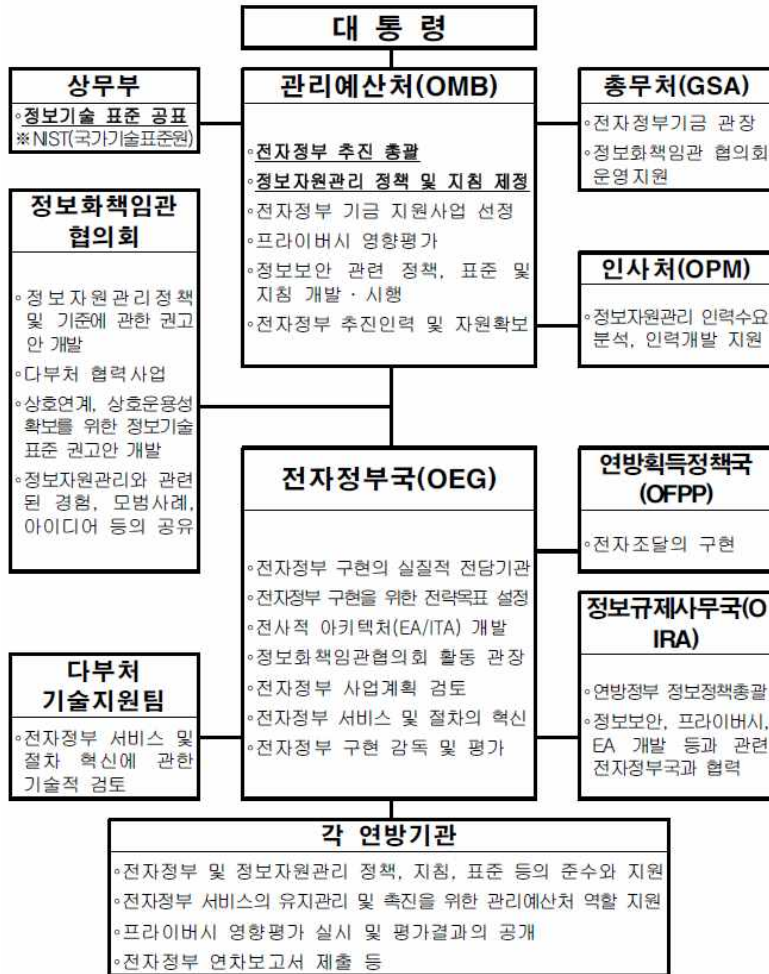 대 통 령
상무부
◦정보기술 표준 공표
※NIST(국가기술표준원)
관리예산처(OMB)
◦전자정부 추진 총괄
◦정보자원관리 정책 및 지침 제정
◦전자정부 기금 지원사업 선정
◦프라이버시 영향평가
◦정보보안 관련 정책, 표준 및
지침 개발 · 시행
◦전자정부 추진인력 및 자원확보
총무처(GSA)
◦전자정부기금 관장
◦정보화책임관 협의회
운영지원
정보화책임관
협의회
◦정보자원관리정책
및 기준에 관한 권고
안 개발
◦다부처 협력사업
◦상호연계, 상호운용성
확보를 위한 정보기술
표준 권고안 개발
◦정보자원관리와 관련
된 경험, 모범사례,
아이디어 등의 공유
인사처(OPM)
◦정보자원관리 인력수요
분석, 인력개발 지원
전자정부국(OEG)
◦전자정부 구현의 실질적 전담기관
◦전자정부 구현을 위한 전략목표 설정
◦전사적 아키텍처(EA/ITA) 개발
◦정보화책임관협의회 활동 관장
◦전자정부 사업계획 검토
◦전자정부 서비스 및 절차의 혁신
◦전자정부 구현 감독 및 평가
연방획득정책국
(OFPP)
◦전자조달의 구현
정보규제사무국(O
IRA)
◦연방정부 정보정책총괄
◦정보보안, 프라이버시,
EA 개발 등과 관련
전자정부국과 협력
다부처
기술지원팀
◦전자정부 서비스 및
절차 혁신에 관한
기술적 검토
각 연방기관
◦전자정부 및 정보자원관리 정책, 지침, 표준 등의 준수와 지원
◦전자정부 서비스의 유지관리 및 촉진을 위한 관리예산처 역할 지원
◦프라이버시 영향평가 실시 및 평가결과의 공개
◦전자정부 연차보고서 제출 등